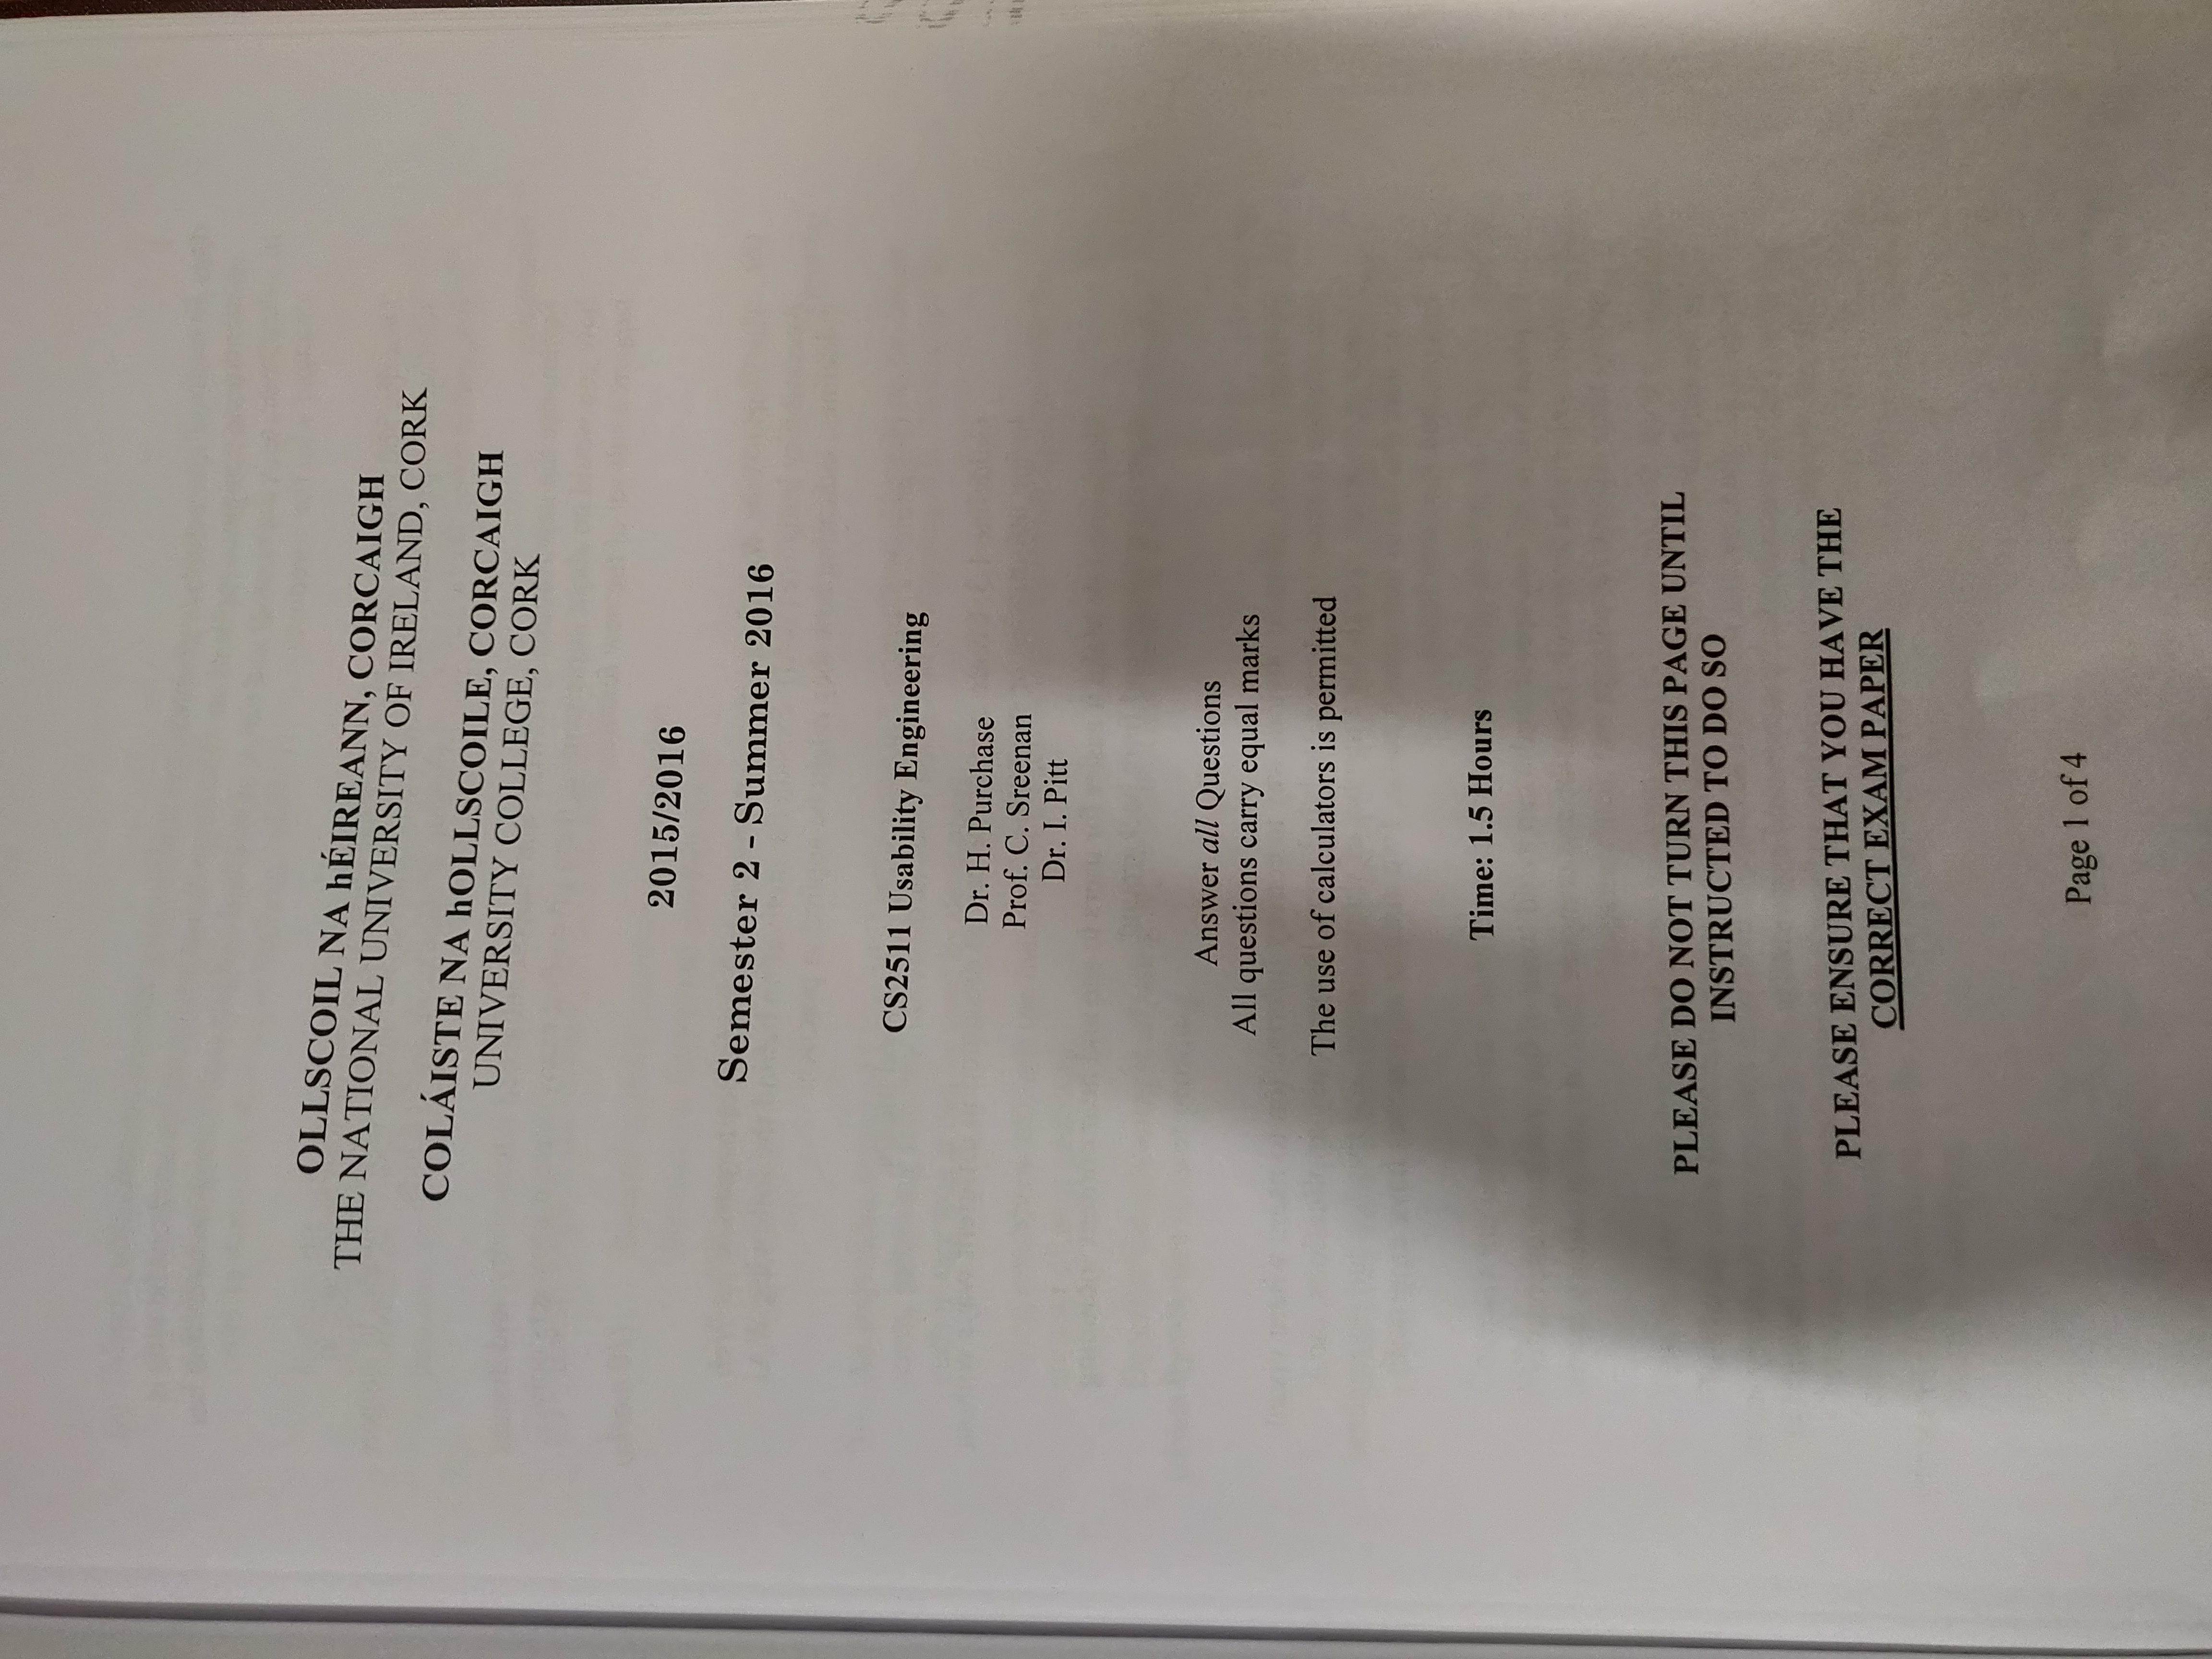 OLLSCOIL NA hÉIREANN, CORCAIGH
THE NATIONAL UNIVERSITY OF IRELAND, CORK
COLÁISTE NA hOLLSCOILE, CORCAIGH
UNIVERSITY COLLEGE, CORK
2015/2016
Semester 2 - Summer 2016
CS2511 Usability Engineering
Dr. H. Purchase
Prof. C. Sreenan
Dr. I. Pitt
Answer all Questions
All questions carry equal marks
The use of calculators is permitted
Time: 1.5 Hours
PLEASE DO NOT TURN THIS PAGE UNTIL
INSTRUCTED TO DO SO
PLEASE ENSURE THAT YOU HAVE THE
CORRECT EXAM PAPER
Page 1 of 4